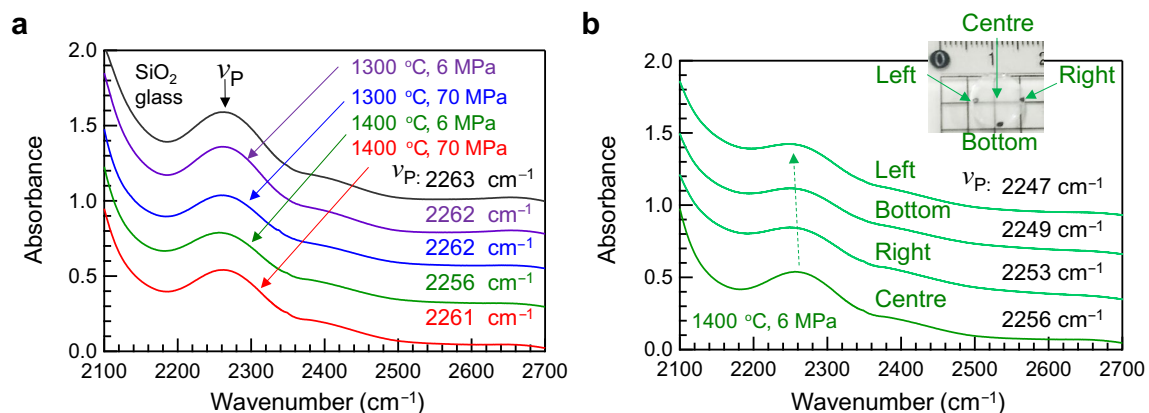 a
2.0
1.5
1.0
0.5
0.0
Absorbance
SiO₂
glass
νP
1300 °C, 6 MPa
1300 °C, 70 MPa
1400 °C, 6 MPa
1400 °C, 70 MPa
νP: 2263 cm⁻¹
2262 cm⁻¹
2262 cm⁻¹
2256 cm⁻¹
2261 cm⁻¹
2100 2200 2300 2400 2500 2600 2700
Wavenumber (cm⁻¹)
b
Centre
0 1 2
Left
Right
Bottom
2.0
1.5
1.0
0.5
0.0
Absorbance
Left
νP: 2247 cm⁻¹
Bottom
2249 cm⁻¹
Right
2253 cm⁻¹
Centre
2256 cm⁻¹
1400 °C, 6 MPa
2100 2200 2300 2400 2500 2600 2700
Wavenumber (cm⁻¹)